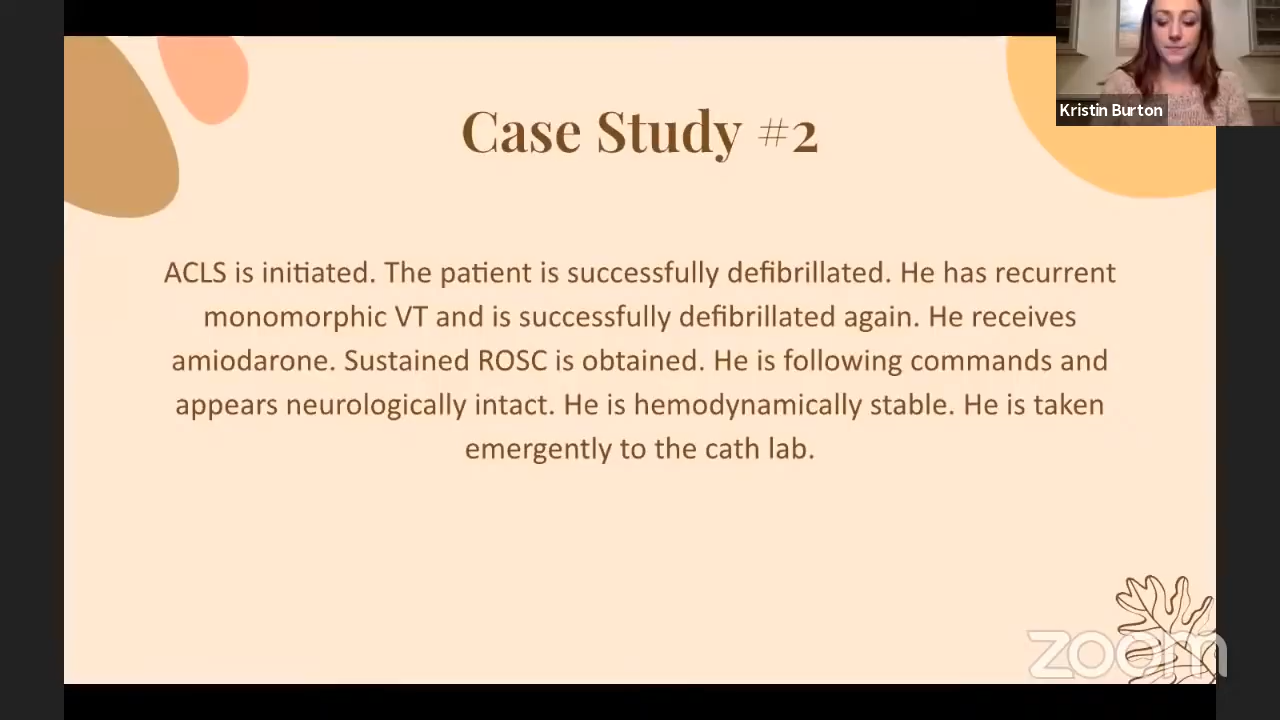 Kristin Burton
Case Study #2
ACLS is initiated. The patient is successfully defibrillated. He has recurrent
monomorphic VT and is successfully defibrillated again. He receives
amiodarone. Sustained ROSC is obtained. He is following commands and
appears neurologically intact. He is hemodynamically stable. He is taken
emergently to the cath lab.
zoom